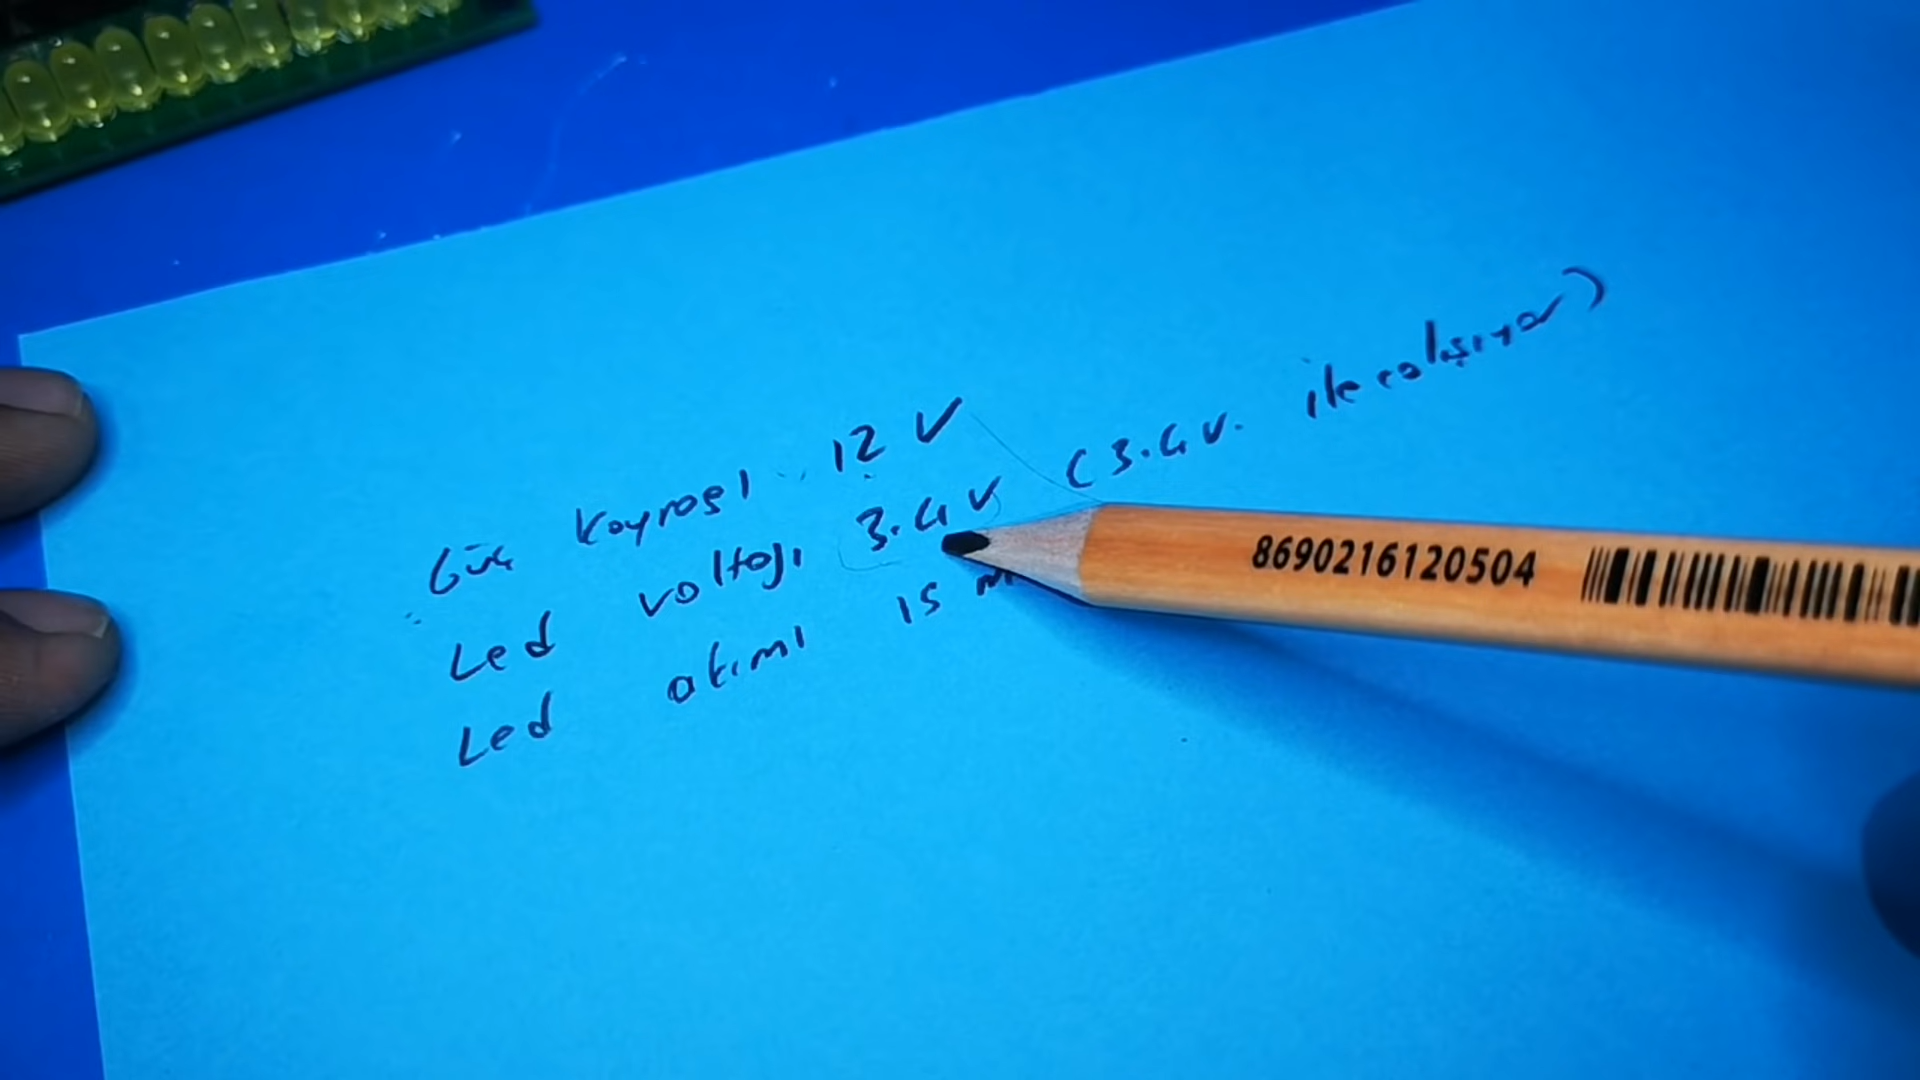 Güç kaynağı 12 V
Led voltajı 3.4 V (3.4 V. ile çalışıyor)
Led akımı 15 m
8690216120504